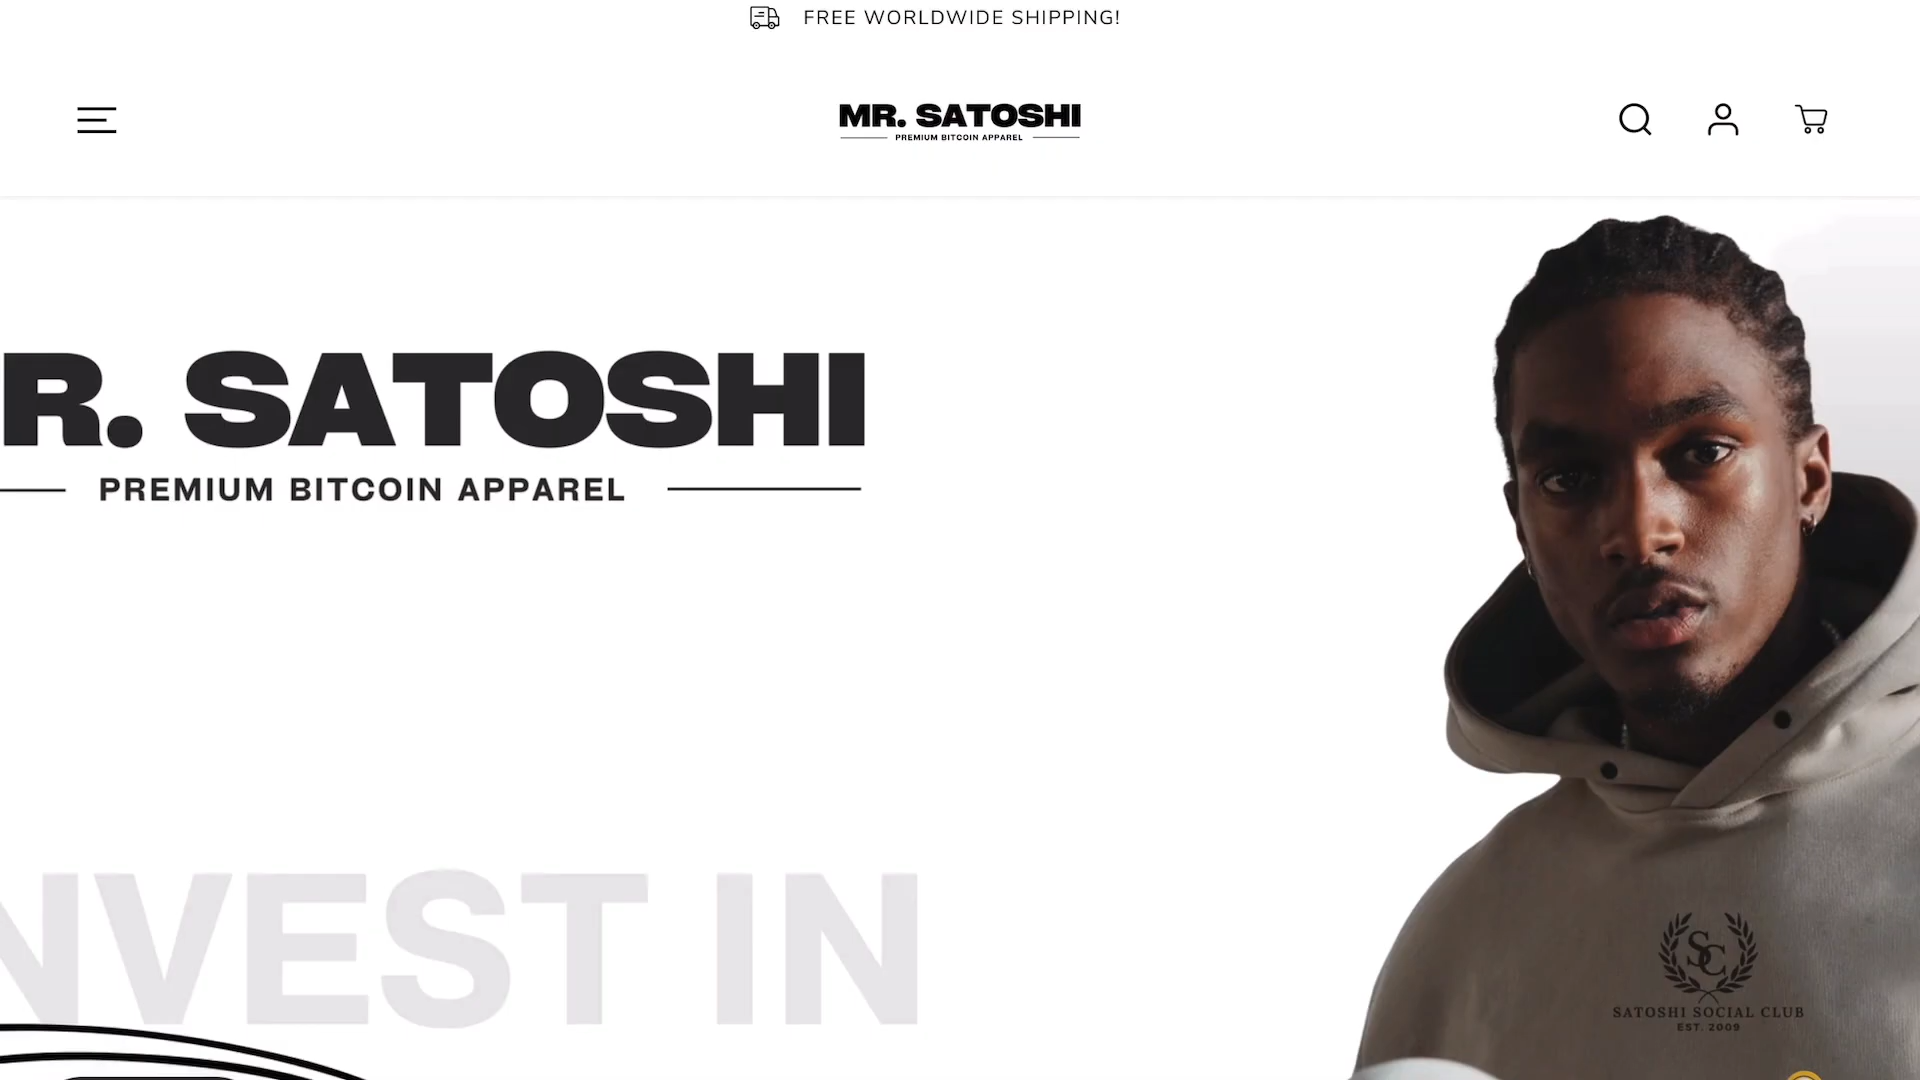 FREE WORLDWIDE SHIPPING!
MR. SATOSHI
PREMIUM BITCOIN APPAREL
R. SATOSHI
PREMIUM BITCOIN APPAREL
NVEST IN
SC
SATOSHI SOCIAL CLUB
EST. 2009